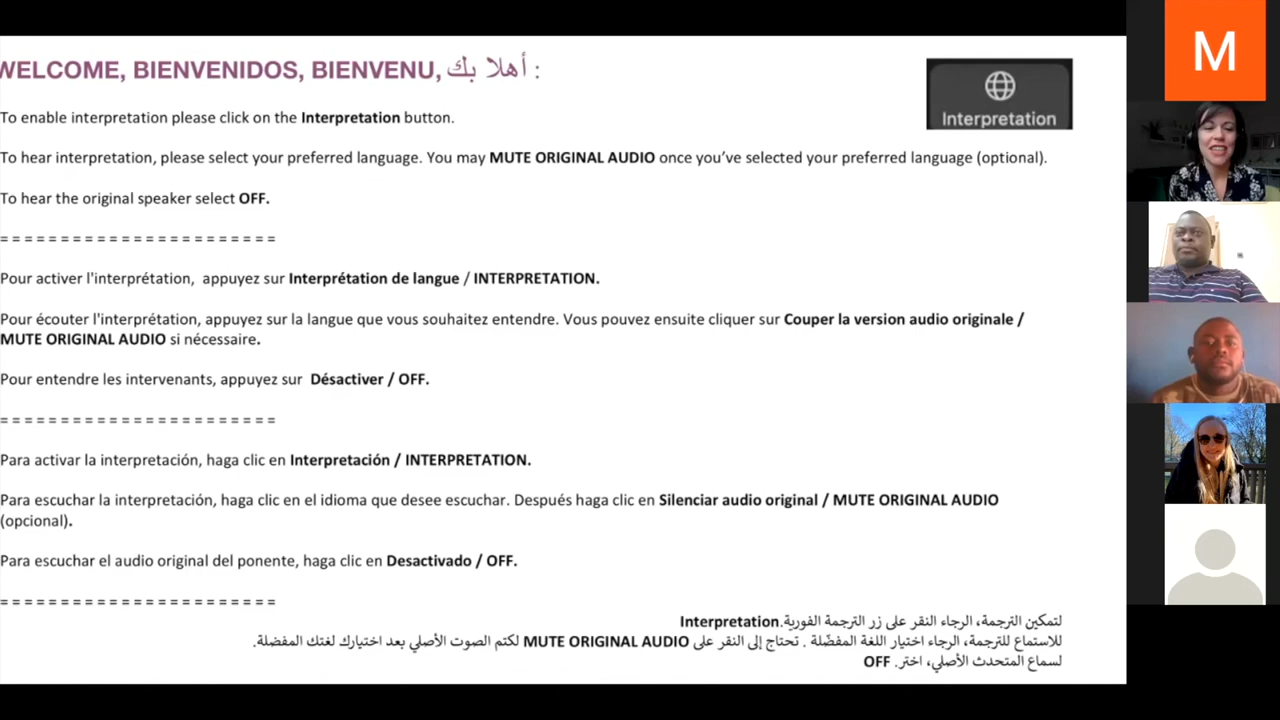 WELCOME, BIENVENIDOS, BIENVENU, أهلا بك :
Interpretation
To enable interpretation please click on the Interpretation button.
To hear interpretation, please select your preferred language. You may MUTE ORIGINAL AUDIO once you’ve selected your preferred language (optional).
To hear the original speaker select OFF.
= = = = = = = = = = = = = = = = = = = = = = =
Pour activer l'interprétation, appuyez sur Interprétation de langue / INTERPRETATION.
Pour écouter l'interprétation, appuyez sur la langue que vous souhaitez entendre. Vous pouvez ensuite cliquer sur Couper la version audio originale /
MUTE ORIGINAL AUDIO si nécessaire.
Pour entendre les intervenants, appuyez sur Désactiver / OFF.
= = = = = = = = = = = = = = = = = = = = = = =
Para activar la interpretación, haga clic en Interpretación / INTERPRETATION.
Para escuchar la interpretación, haga clic en el idioma que desee escuchar. Después haga clic en Silenciar audio original / MUTE ORIGINAL AUDIO
(opcional).
Para escuchar el audio original del ponente, haga clic en Desactivado / OFF.
= = = = = = = = = = = = = = = = = = = = = = =
لتمكين الترجمة، الرجاء النقر على زر الترجمة الفورية.Interpretation
للاستماع للترجمة، الرجاء اختيار اللغة المفضّلة . تحتاج إلى النقر على MUTE ORIGINAL AUDIO لكتم الصوت الأصلي بعد اختيارك لغتك المفضلة.
لسماع المتحدث الأصلي، اختر. OFF
M